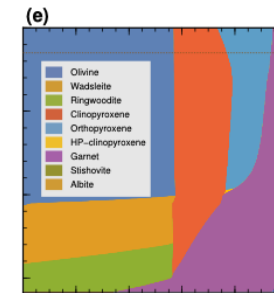 (e)
Olivine
Wadsleite
Ringwoodite
Clinopyroxene
Orthopyroxene
HP-clinopyroxene
Garnet
Stishovite
Albite